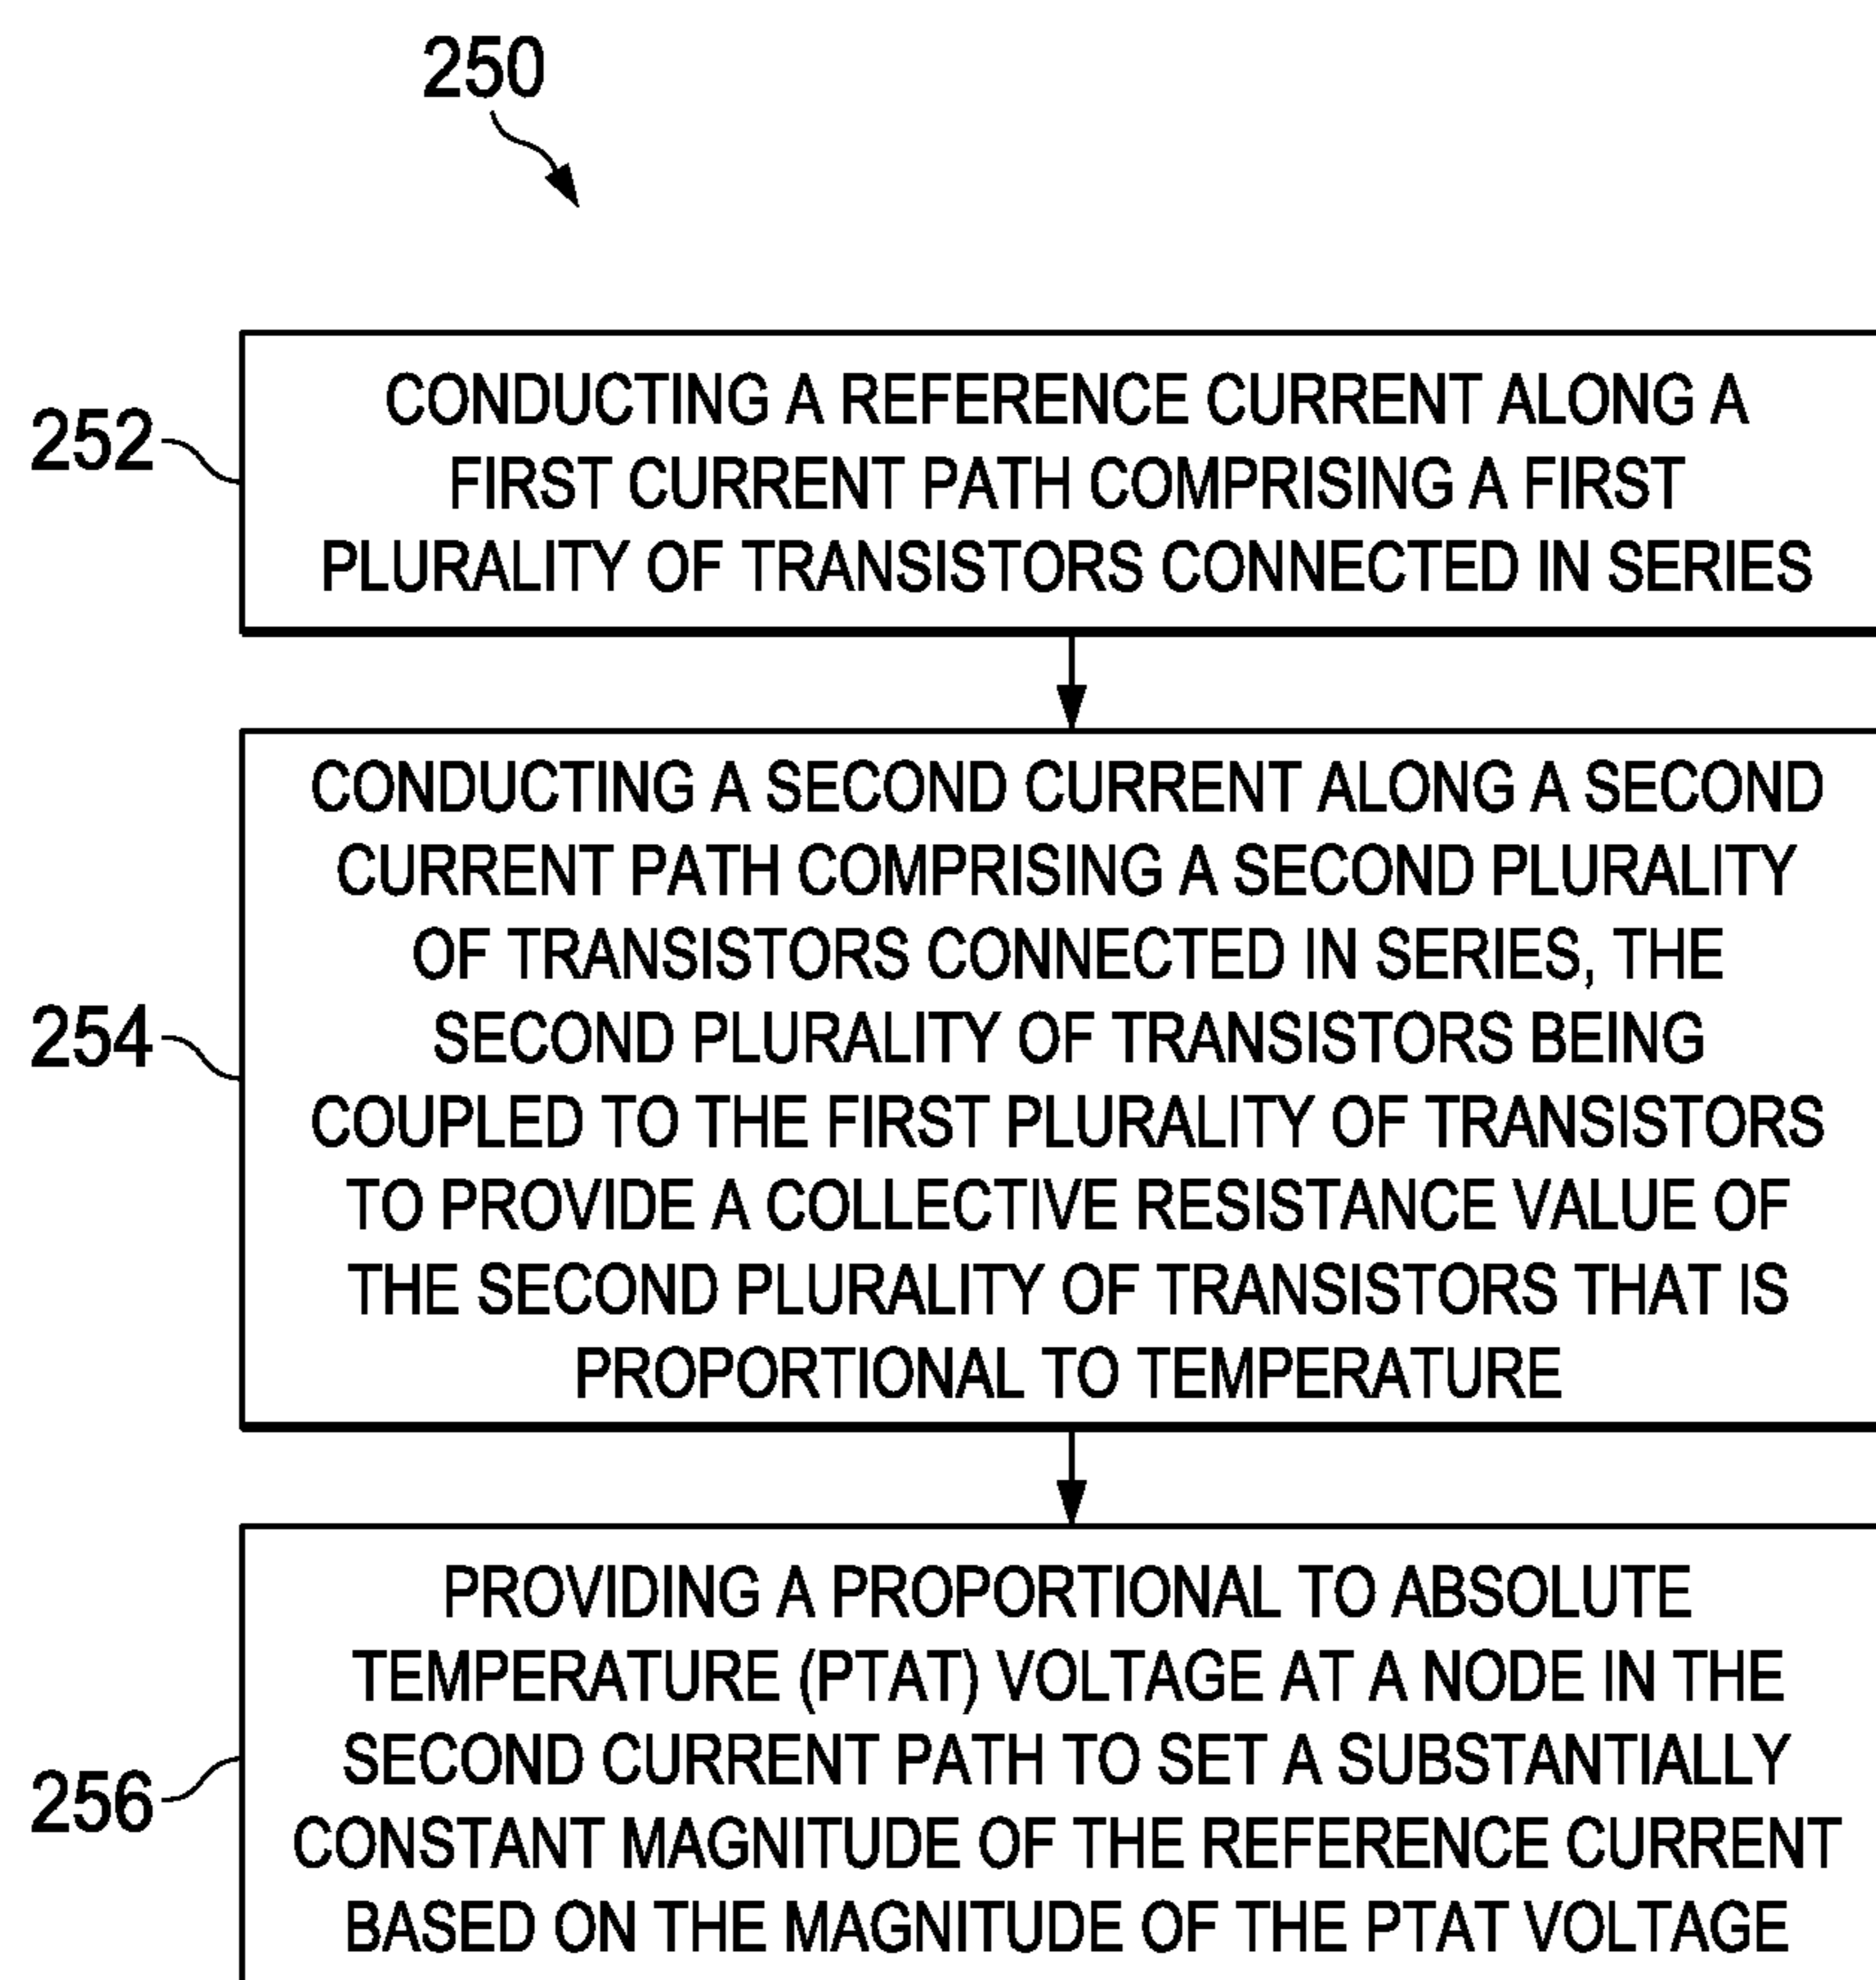 250
252
CONDUCTING A REFERENCE CURRENT ALONG A
FIRST CURRENT PATH COMPRISING A FIRST
PLURALITY OF TRANSISTORS CONNECTED IN SERIES
254
CONDUCTING A SECOND CURRENT ALONG A SECOND
CURRENT PATH COMPRISING A SECOND PLURALITY
OF TRANSISTORS CONNECTED IN SERIES, THE
SECOND PLURALITY OF TRANSISTORS BEING
COUPLED TO THE FIRST PLURALITY OF TRANSISTORS
TO PROVIDE A COLLECTIVE RESISTANCE VALUE OF
THE SECOND PLURALITY OF TRANSISTORS THAT IS
PROPORTIONAL TO TEMPERATURE
256
PROVIDING A PROPORTIONAL TO ABSOLUTE
TEMPERATURE (PTAT) VOLTAGE AT A NODE IN THE
SECOND CURRENT PATH TO SET A SUBSTANTIALLY
CONSTANT MAGNITUDE OF THE REFERENCE CURRENT
BASED ON THE MAGNITUDE OF THE PTAT VOLTAGE